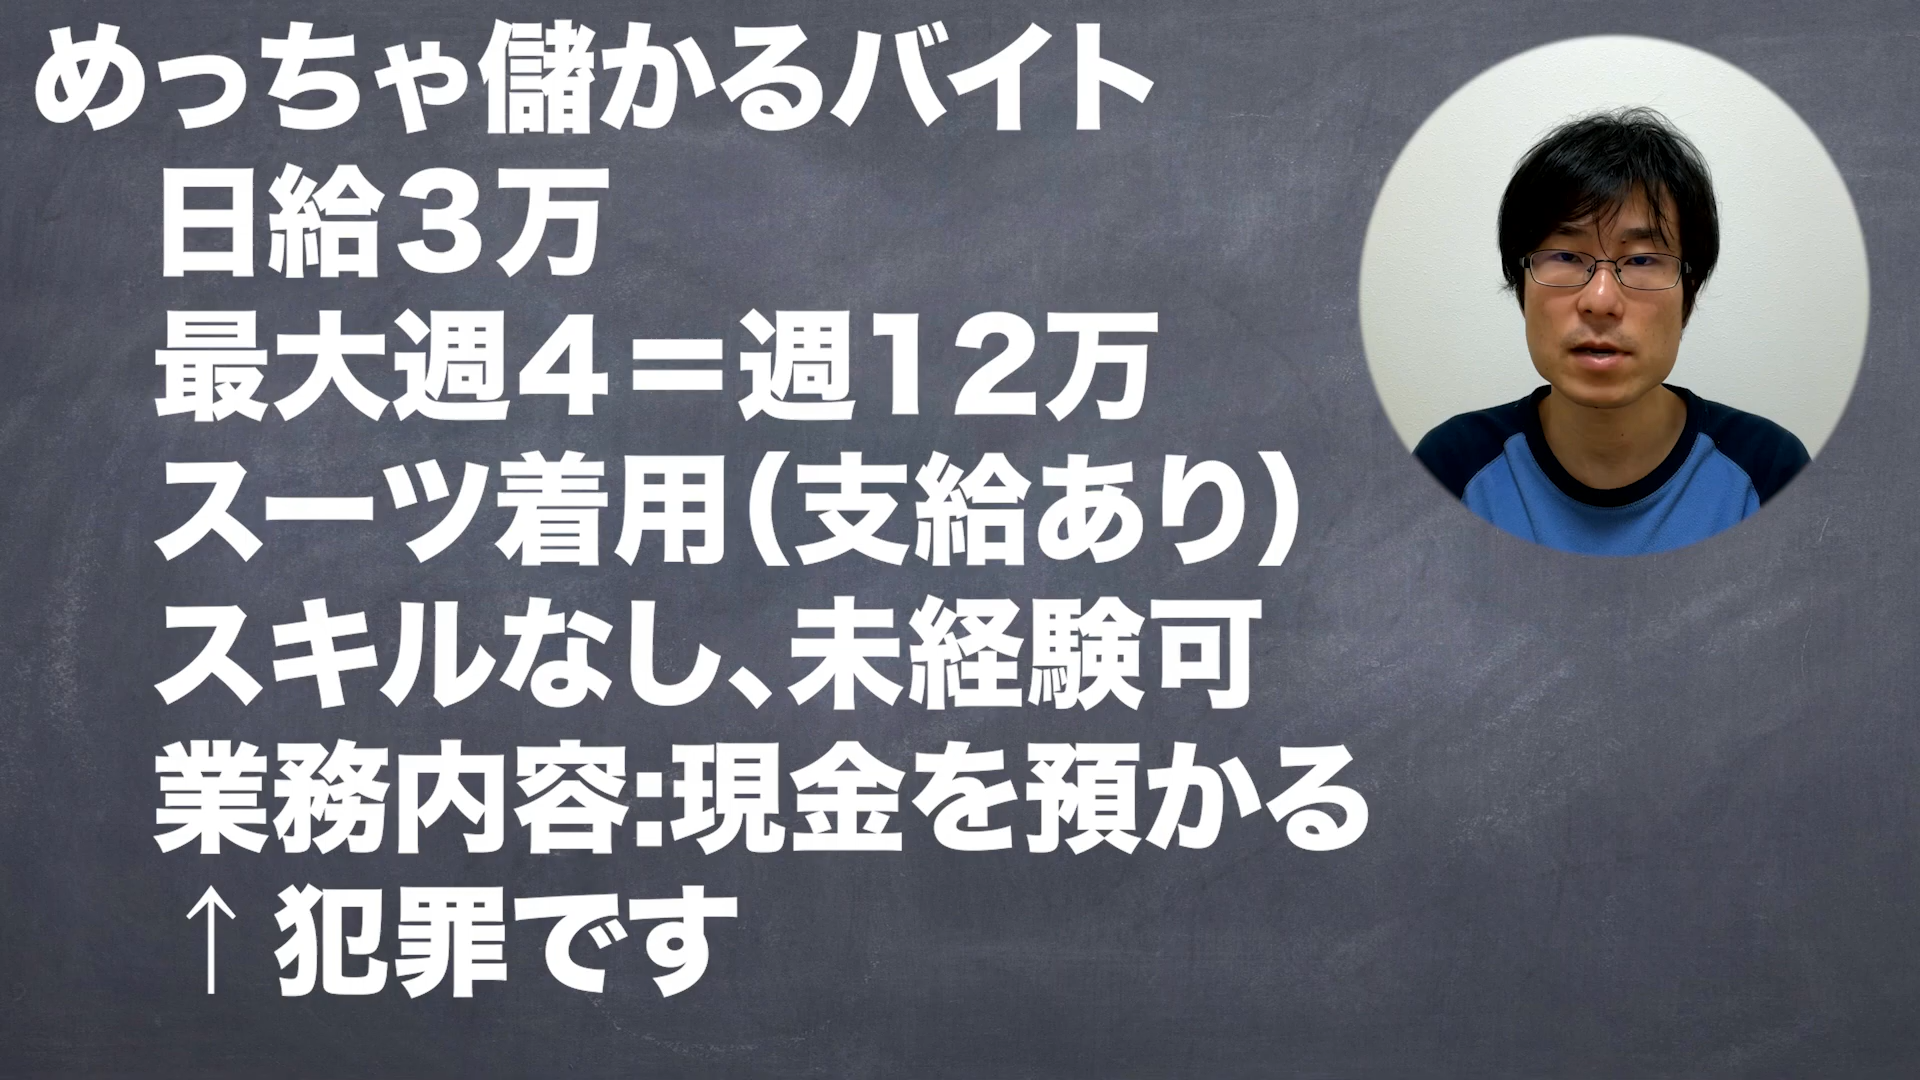 めっちゃ儲かるバイト
日給３万
最大週４＝週１２万
スーツ着用(支給あり)
スキルなし､未経験可
業務内容:現金を預かる
↑犯罪です